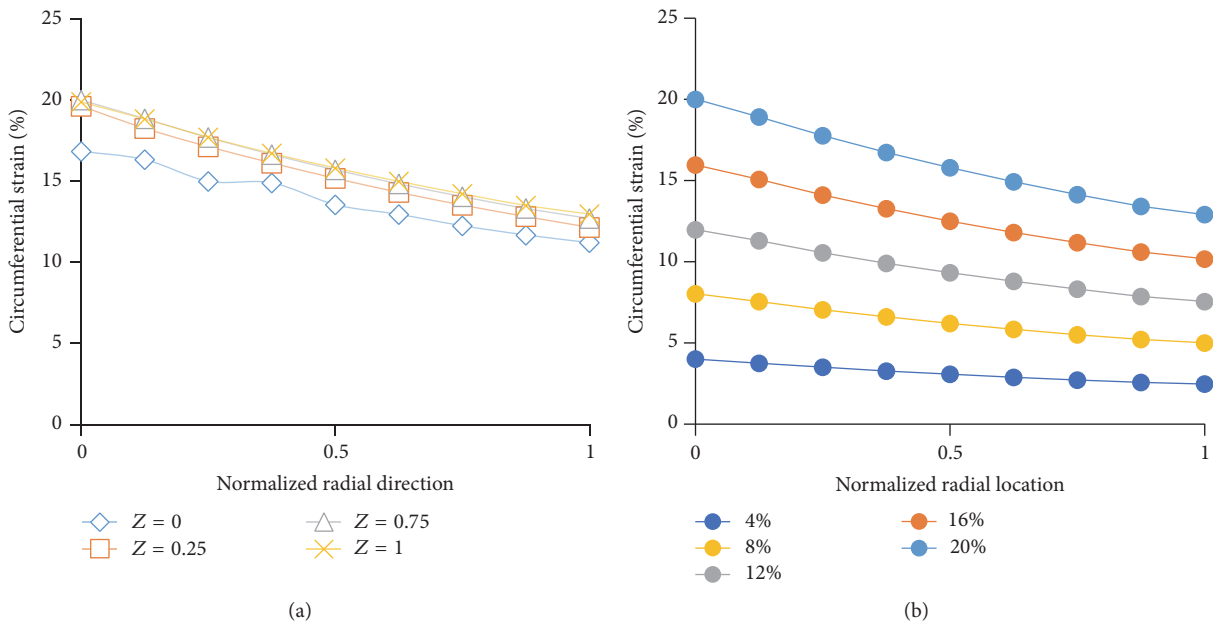 25
20
15
10
5
0
Circumferential strain (%)
0
0.5
1
Normalized radial direction
Z = 0
Z = 0.75
Z = 0.25
Z = 1
(a)
25
20
15
10
5
0
Circumferential strain (%)
0
0.5
1
Normalized radial location
4%
16%
8%
20%
12%
(b)